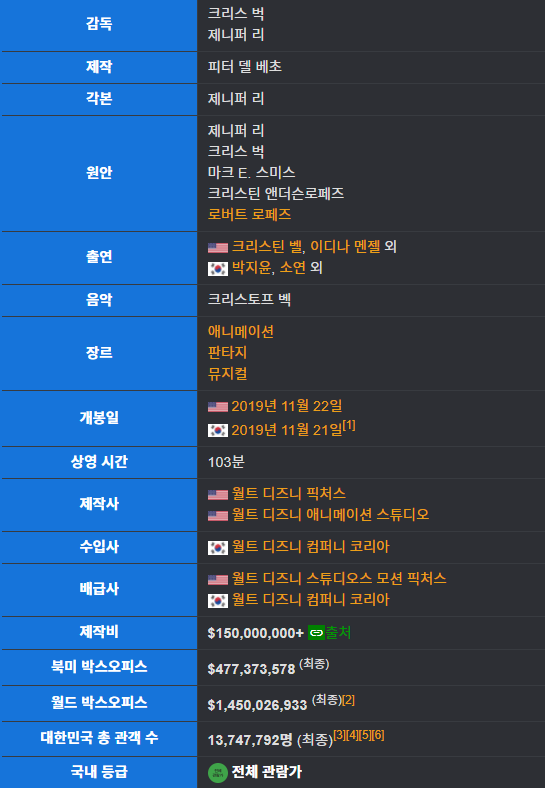 감독
크리스 벅
제니퍼 리
제작
피터 델 베초
각본
제니퍼 리
원안
제니퍼 리
크리스 벅
마크 E. 스미스
크리스틴 앤더슨로페즈
로버트 로페즈
출연
크리스틴 벨, 이디나 멘젤 외
박지윤, 소연 외
음악
크리스토프 벡
장르
애니메이션
판타지
뮤지컬
개봉일
2019년 11월 22일
2019년 11월 21일[1]
상영 시간
103분
제작사
월트 디즈니 픽처스
월트 디즈니 애니메이션 스튜디오
수입사
월트 디즈니 컴퍼니 코리아
배급사
월트 디즈니 스튜디오스 모션 픽처스
월트 디즈니 컴퍼니 코리아
제작비
$150,000,000+ 출처
북미 박스오피스
$477,373,578 (최종)
월드 박스오피스
$1,450,026,933 (최종)[2]
대한민국 총 관객 수
13,747,792명 (최종)[3][4][5][6]
국내 등급
전체 관람가